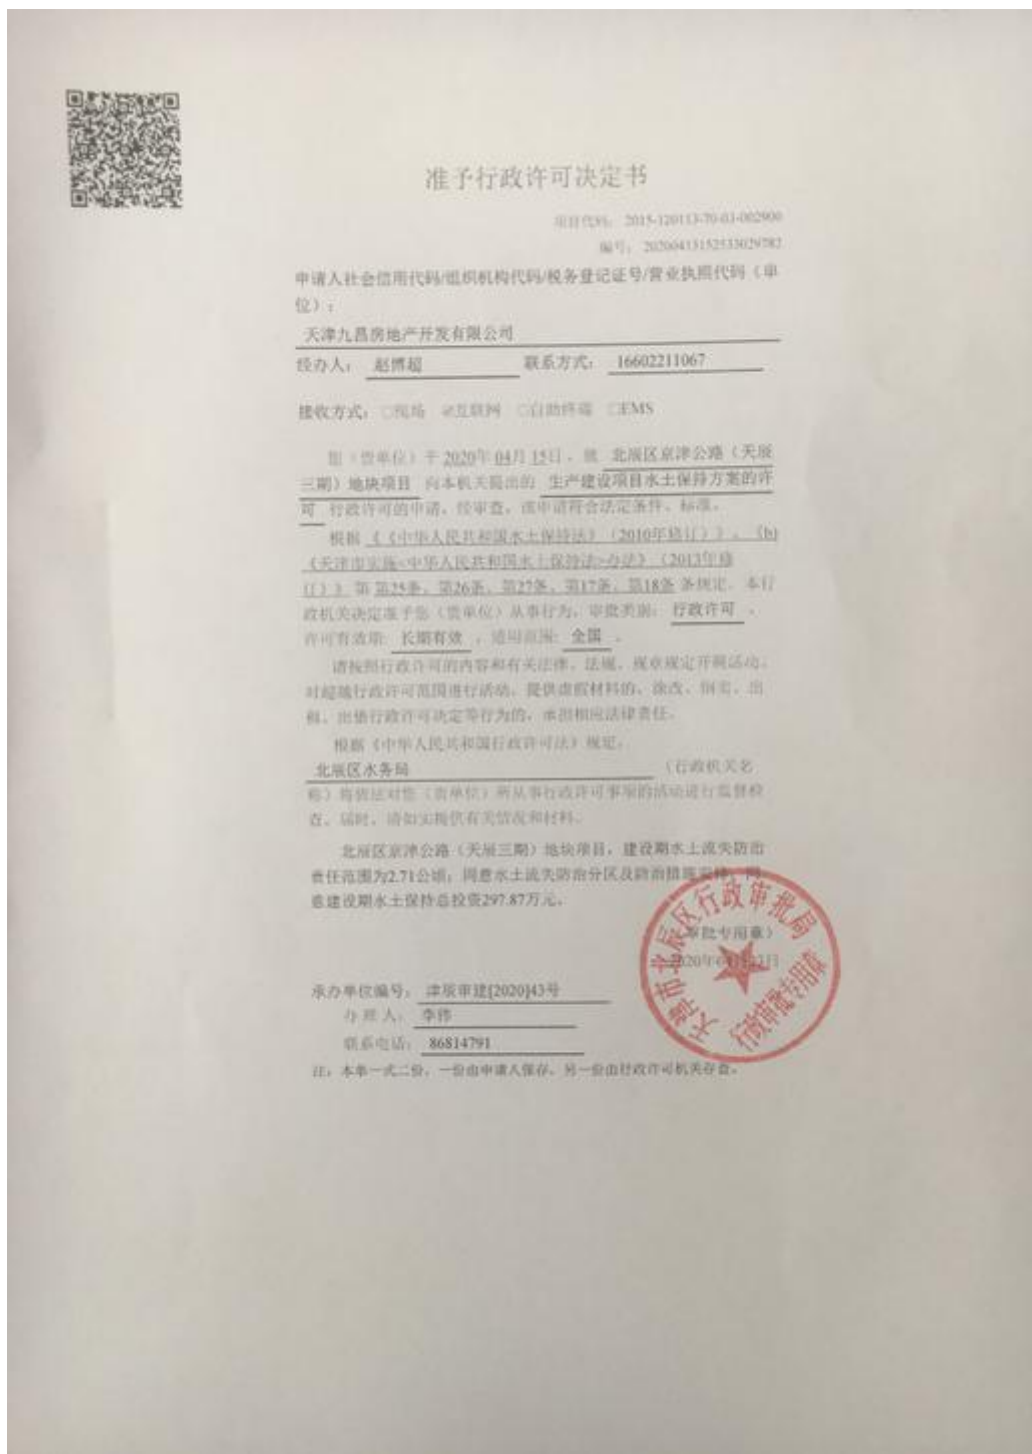 准予行政许可决定书
项目代码: 2015-120113-70-03-002900
编号: 20200413152533029782
申请人社会信用代码/组织机构代码/税务登记证号/营业执照代码（单
位）:
天津九昌房地产开发有限公司
经办人: 赵博超 联系方式: 16602211067
接收方式: □现场 ☑互联网 □自助终端 □EMS
您（贵单位）于2020年04月15日，就 北辰区京津公路（天辰
三期）地块项目 向本机关提出的 生产建设项目水土保持方案的许
可 行政许可的申请，经审查，该申请符合法定条件、标准。
根据 《《中华人民共和国水土保持法》（2010年修订）》、《b)
《天津市实施<中华人民共和国水土保持法>办法》（2013年修
订）》 第 第25条、第26条、第27条、第17条、第18条 条规定，本行
政机关决定准予您（贵单位）从事行为，审批类别: 行政许可 ，
许可有效期: 长期有效 ，适用范围: 全国 。
请按照行政许可的内容和有关法律、法规、规章规定开展活动。
对超越行政许可范围进行活动、提供虚假材料的、涂改、倒卖、出
租、出借行政许可决定等行为的，承担相应法律责任。
根据《中华人民共和国行政许可法》规定，
北辰区水务局 （行政机关名
称）将依法对您（贵单位）所从事行政许可事项的活动进行监督检
查。届时，请如实提供有关情况和材料。
北辰区京津公路（天辰三期）地块项目，建设期水土流失防治
责任范围为2.71公顷；同意水土流失防治分区及防治措施安排，同
意建设期水土保持总投资297.87万元。
（审批专用章）
2020年04月
天津市北辰区行政审批局
行政审批专用章
承办单位编号: 津辰审建[2020]43号
办理人: 李伟
联系电话: 86814791
注: 本单一式二份，一份由申请人保存，另一份由行政许可机关存查。